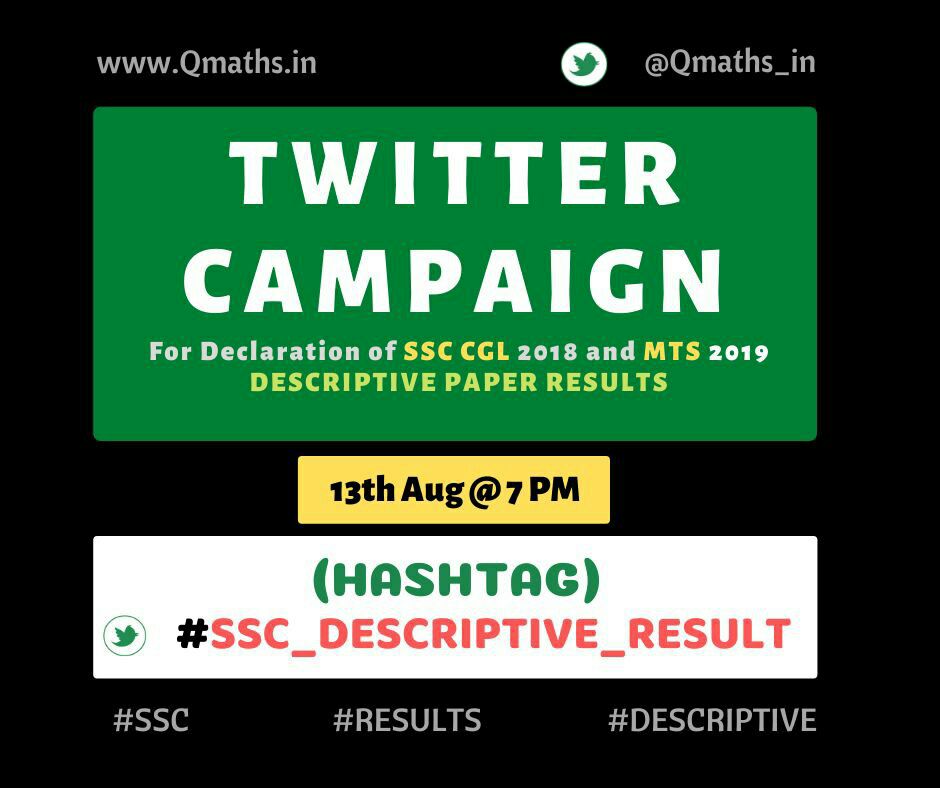 www.Qmaths.in
@Qmaths_in
TWITTER
CAMPAIGN
For Declaration of SSC CGL 2018 and MTS 2019
DESCRIPTIVE PAPER RESULTS
13th Aug @ 7 PM
(HASHTAG)
#SSC_DESCRIPTIVE_RESULT
#SSC #RESULTS #DESCRIPTIVE